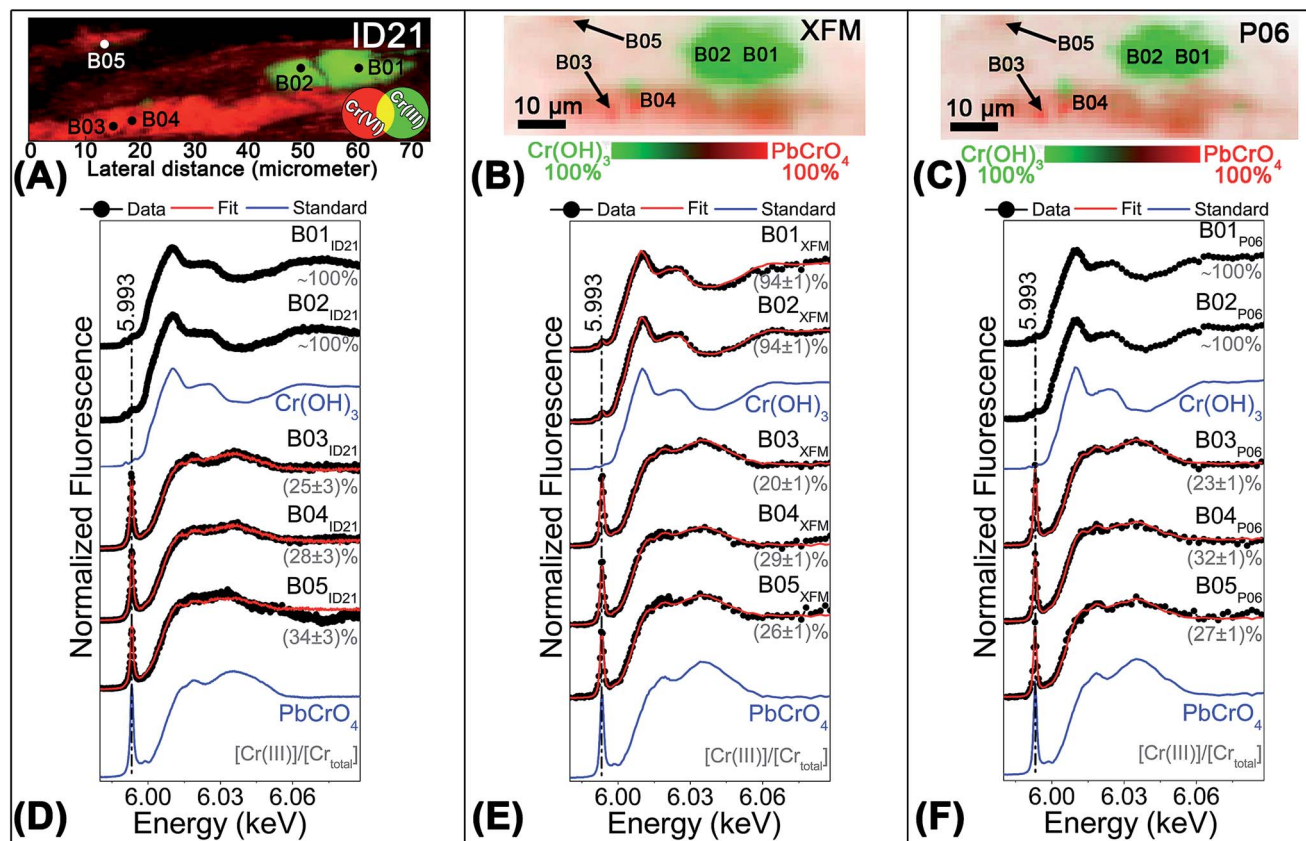 ID21
B05
B02
B01
B03
B04
Cr(VI)
Cr(III)
0 10 20 30 40 50 60 70
Lateral distance (micrometer)
(A)
XFM
B05
B02 B01
B03
B04
10 µm
Cr(OH)3
100%
PbCrO4
100%
(B)
P06
B05
B02 B01
B03
B04
10 µm
Cr(OH)3
100%
PbCrO4
100%
(C)
Data Fit Standard
B01ID21
~100%
5.993
B02ID21
~100%
Cr(OH)3
B03ID21
(25±3)%
B04ID21
(28±3)%
B05ID21
(34±3)%
PbCrO4
[Cr(III)]/[Crtotal]
Normalized Fluorescence
6.00 6.03 6.06
Energy (keV)
(D)
Data Fit Standard
B01XFM
(94±1)%
5.993
B02XFM
(94±1)%
Cr(OH)3
B03XFM
(20±1)%
B04XFM
(29±1)%
B05XFM
(26±1)%
PbCrO4
[Cr(III)]/[Crtotal]
Normalized Fluorescence
6.00 6.03 6.06
Energy (keV)
(E)
Data Fit Standard
B01P06
~100%
5.993
B02P06
~100%
Cr(OH)3
B03P06
(23±1)%
B04P06
(32±1)%
B05P06
(27±1)%
PbCrO4
[Cr(III)]/[Crtotal]
Normalized Fluorescence
6.00 6.03 6.06
Energy (keV)
(F)